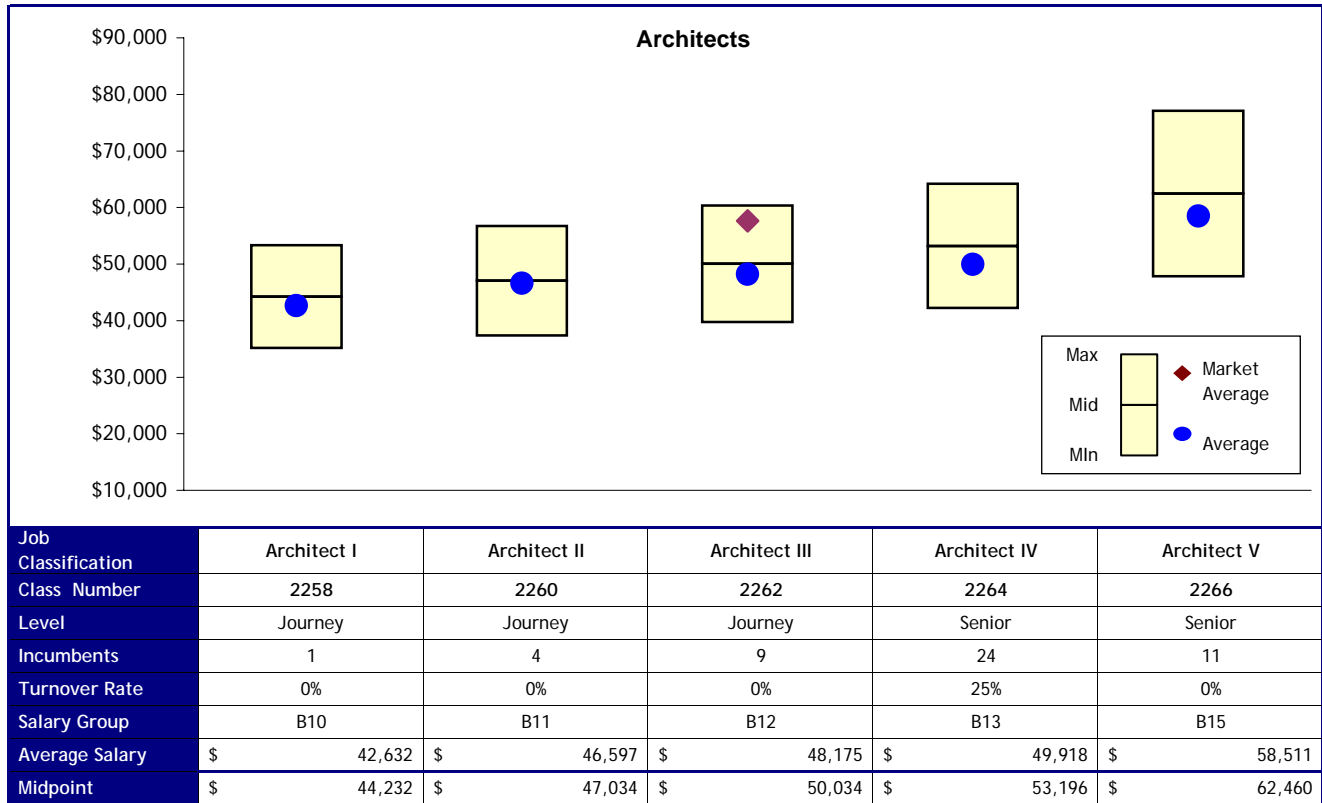 Architects
$90,000
$80,000
$70,000
$60,000
$50,000
$40,000
$30,000
$20,000
$10,000
Max
Mid
MIn
Market
Average
Average
Job
Classification Architect I Architect II Architect III Architect IV Architect V
Class Number 2258 2260 2262 2264 2266
Level Journey Journey Journey Senior Senior
Incumbents 1 4 9 24 11
Turnover Rate 0% 0% 0% 25% 0%
Salary Group B10 B11 B12 B13 B15
Average Salary $ 42,632 $ 46,597 $ 48,175 $ 49,918 $ 58,511
Midpoint $ 44,232 $ 47,034 $ 50,034 $ 53,196 $ 62,460